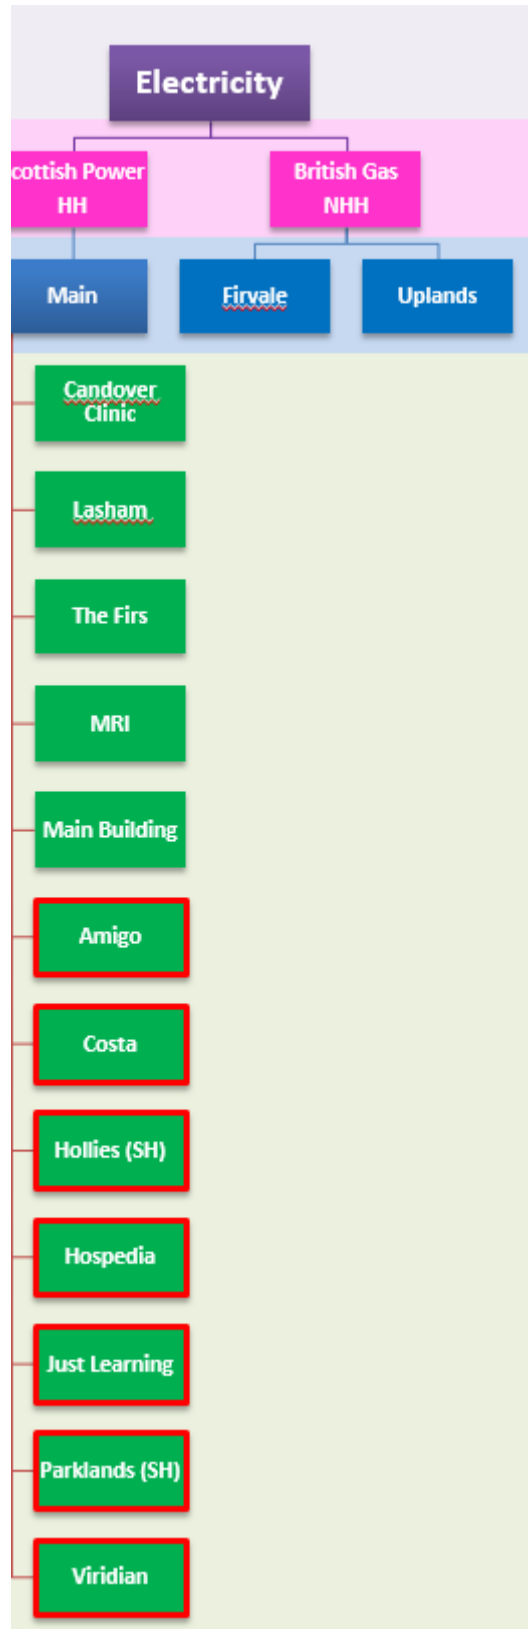 Electricity
cottish Power
HH
British Gas
NHH
Main
Firvale
Uplands
Candover
Clinic
Lasham
The Firs
MRI
Main Building
Amigo
Costa
Hollies (SH)
Hospedia
Just Learning
Parklands (SH)
Viridian